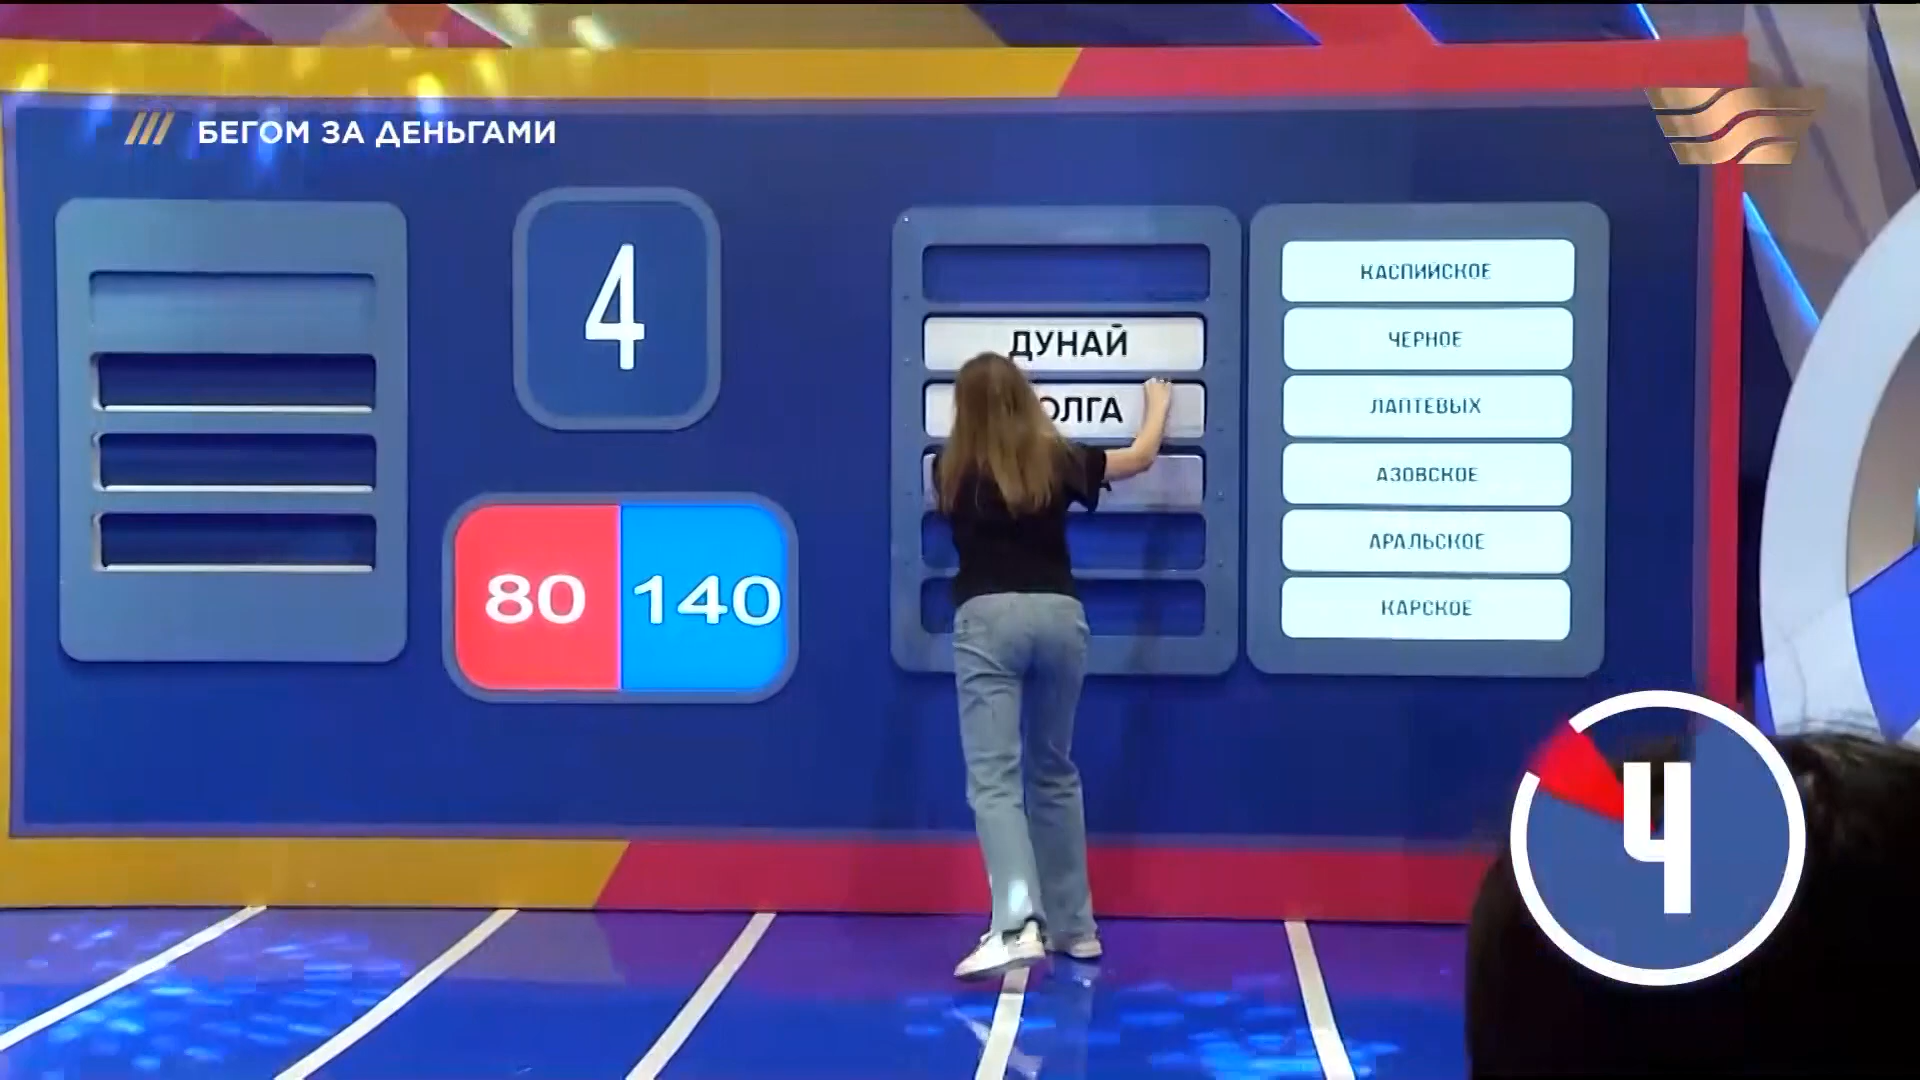 БЕГОМ ЗА ДЕНЬГАМИ
4
80 140
ДУНАЙ
ОЛГА
КАСПИЙСКОЕ
ЧЕРНОЕ
ЛАПТЕВЫХ
АЗОВСКОЕ
АРАЛЬСКОЕ
КАРСКОЕ
4